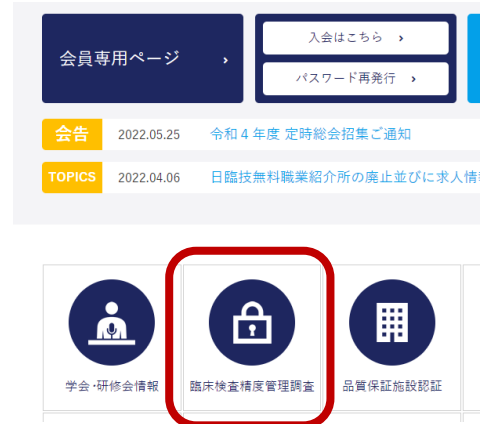 会員専用ページ
入会はこちら
パスワード再発行
会告 2022.05.25 令和4年度 定時総会招集ご通知
TOPICS 2022.04.06 日臨技無料職業紹介所の廃止並びに求人情
学会・研修会情報
臨床検査精度管理調査
品質保証施設認証